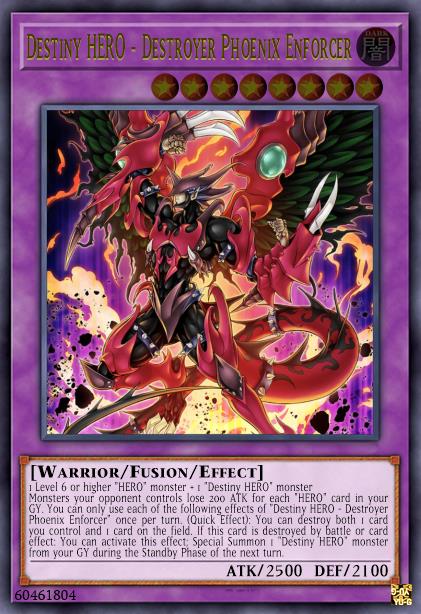 DESTINY HERO - DESTROYER PHOENIX ENFORCER
DARK
闇
[WARRIOR/FUSION/EFFECT]
1 Level 6 or higher "HERO" monster + 1 "Destiny HERO" monster
Monsters your opponent controls lose 200 ATK for each "HERO" card in your
GY. You can only use each of the following effects of "Destiny HERO - Destroyer
Phoenix Enforcer" once per turn. (Quick Effect): You can destroy both 1 card
you control and 1 card on the field. If this card is destroyed by battle or card
effect: You can activate this effect; Special Summon 1 "Destiny HERO" monster
from your GY during the Standby Phase of the next turn.
ATK/2500 DEF/2100
60461804